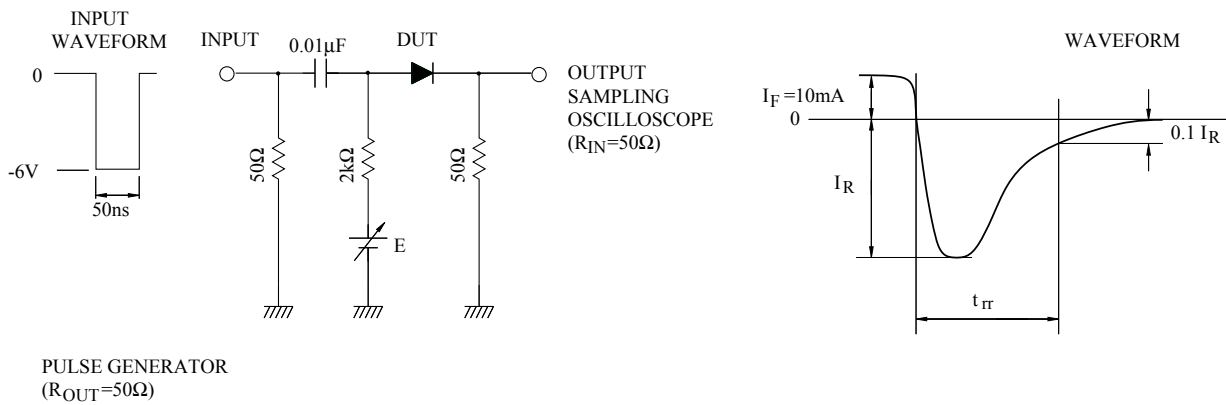 INPUT
WAVEFORM
0
-6V
50ns
INPUT
0.01μF
DUT
50Ω
2kΩ
E
50Ω
OUTPUT
SAMPLING
OSCILLOSCOPE
(RIN=50Ω)
PULSE GENERATOR
(ROUT=50Ω)
WAVEFORM
IF =10mA
0
IR
0.1 IR
trr